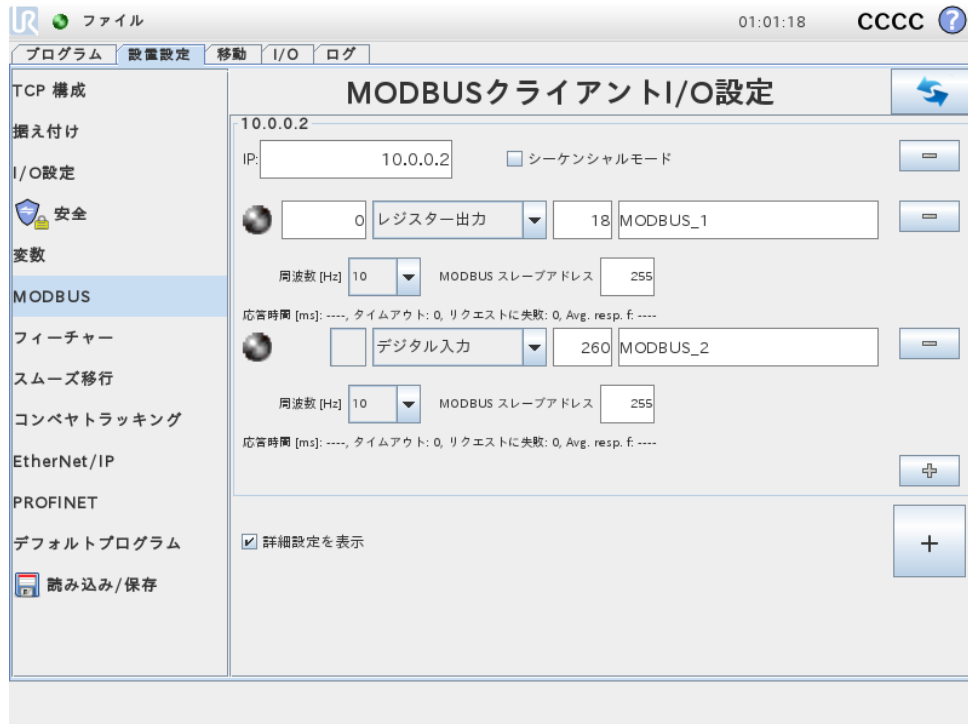 UR ファイル 01:01:18 CCCC ?
プログラム 設置設定 移動 I/O ログ
TCP 構成
据え付け
I/O設定
安全
変数
MODBUS
フィーチャー
スムーズ移行
コンベヤトラッキング
EtherNet/IP
PROFINET
デフォルトプログラム
読み込み/保存
MODBUSクライアントI/O設定
10.0.0.2
IP: 10.0.0.2 シーケンシャルモード
0 レジスター出力 18 MODBUS_1
周波数 [Hz] 10 MODBUS スレーブアドレス 255
応答時間 [ms]: ----, タイムアウト: 0, リクエストに失敗: 0, Avg. resp. f: ----
デジタル入力 260 MODBUS_2
周波数 [Hz] 10 MODBUS スレーブアドレス 255
応答時間 [ms]: ----, タイムアウト: 0, リクエストに失敗: 0, Avg. resp. f: ----
詳細設定を表示